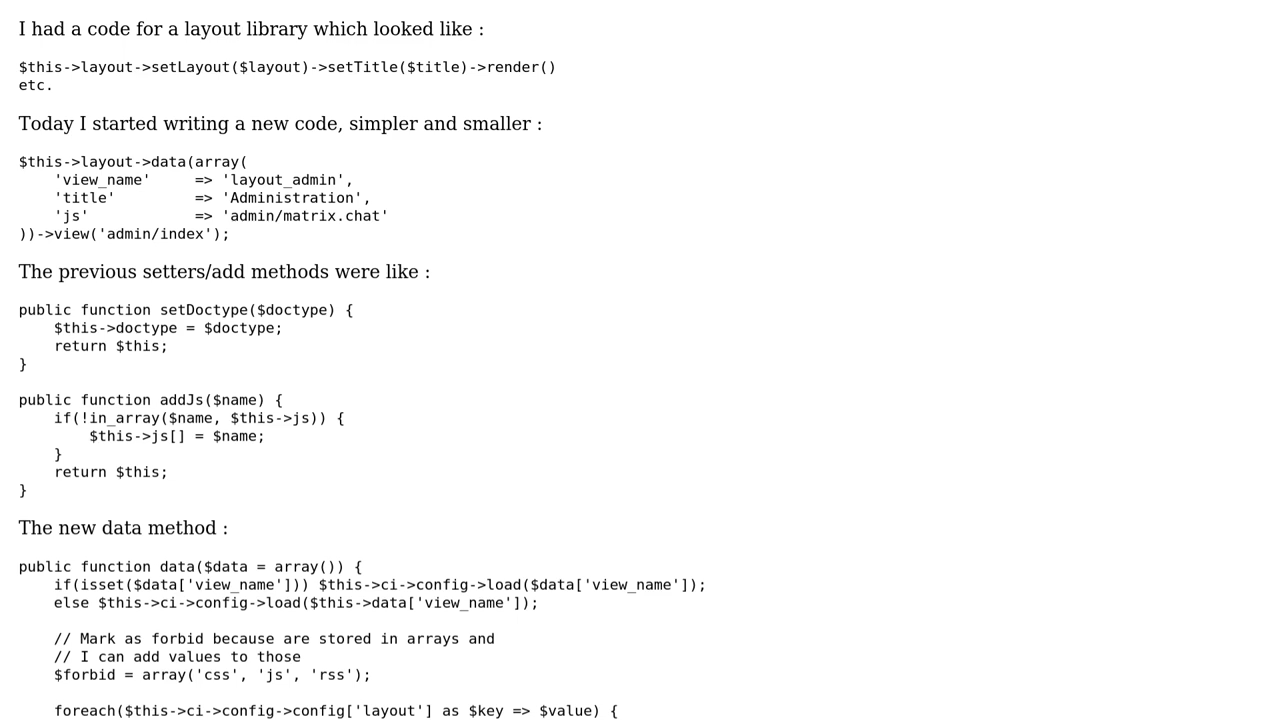 I had a code for a layout library which looked like :
$this->layout->setLayout($layout)->setTitle($title)->render()
etc.
Today I started writing a new code, simpler and smaller :
$this->layout->data(array(
    'view_name'     => 'layout_admin',
    'title'         => 'Administration',
    'js'            => 'admin/matrix.chat'
))->view('admin/index');
The previous setters/add methods were like :
public function setDoctype($doctype) {
    $this->doctype = $doctype;
    return $this;
}
public function addJs($name) {
    if(!in_array($name, $this->js)) {
        $this->js[] = $name;
    }
    return $this;
}
The new data method :
public function data($data = array()) {
    if(isset($data['view_name'])) $this->ci->config->load($data['view_name']);
    else $this->ci->config->load($this->data['view_name']);
    // Mark as forbid because are stored in arrays and
    // I can add values to those
    $forbid = array('css', 'js', 'rss');
    foreach($this->ci->config->config['layout'] as $key => $value) {